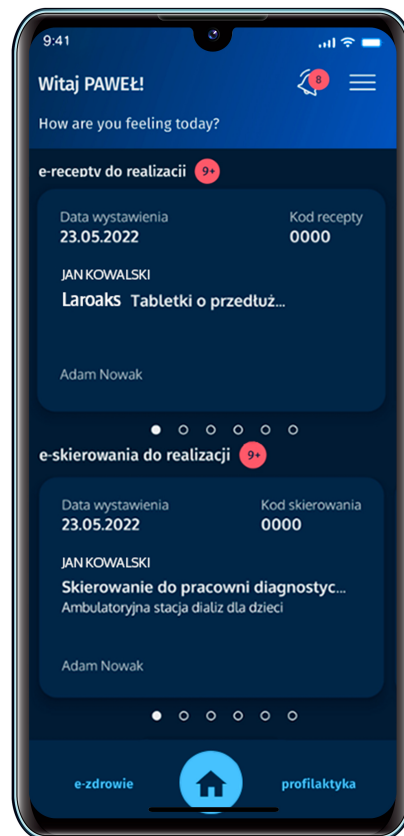 9:41
Witaj PAWEŁ!
8
How are you feeling today?
e-recepty do realizacji 9+
Data wystawienia Kod recepty
23.05.2022 0000
JAN KOWALSKI
Laroaks Tabletki o przedłuż...
Adam Nowak
e-skierowania do realizacji 9+
Data wystawienia Kod skierowania
23.05.2022 0000
JAN KOWALSKI
Skierowanie do pracowni diagnostyc...
Ambulatoryjna stacja dializ dla dzieci
Adam Nowak
e-zdrowie profilaktyka